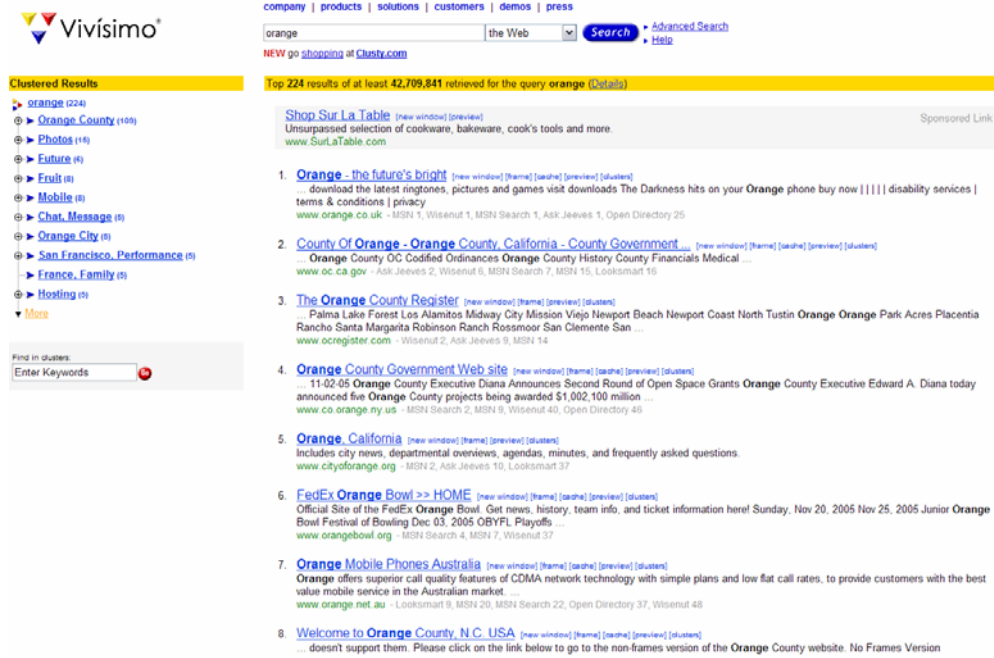 Vivísimo®
company | products | solutions | customers | demos | press
orange
the Web
Search
Advanced Search
Help
NEW go shopping at Clusty.com
Clustered Results
orange (224)
Orange County (109)
Photos (15)
Future (6)
Fruit (8)
Mobile (8)
Chat, Message (5)
Orange City (5)
San Francisco, Performance (5)
France, Family (5)
Hosting (5)
More
Find in clusters:
Enter Keywords
Go
Top 224 results of at least 42,709,841 retrieved for the query orange (Details)
Shop Sur La Table [new window] [preview]
Sponsored Link
Unsurpassed selection of cookware, bakeware, cook's tools and more.
www.SurLaTable.com
1. Orange - the future's bright [new window] [frame] [cache] [preview] [clusters]
... download the latest ringtones, pictures and games visit downloads The Darkness hits on your Orange phone buy now | | | | | disability services |
terms & conditions | privacy
www.orange.co.uk - MSN 1, Wisenut 1, MSN Search 1, Ask Jeeves 1, Open Directory 25
2. County Of Orange - Orange County, California - County Government ... [new window] [frame] [cache] [preview] [clusters]
... Orange County OC Codified Ordinances Orange County History County Financials Medical ...
www.oc.ca.gov - Ask Jeeves 2, Wisenut 6, MSN Search 7, MSN 15, Looksmart 16
3. The Orange County Register [new window] [frame] [preview] [clusters]
... Palma Lake Forest Los Alamitos Midway City Mission Viejo Newport Beach Newport Coast North Tustin Orange Orange Park Acres Placentia
Rancho Santa Margarita Robinson Ranch Rossmoor San Clemente San ...
www.ocregister.com - Wisenut 2, Ask Jeeves 9, MSN 14
4. Orange County Government Web site [new window] [frame] [cache] [preview] [clusters]
... 11-02-05 Orange County Executive Diana Announces Second Round of Open Space Grants Orange County Executive Edward A. Diana today
announced five Orange County projects being awarded $1,002,100 million ...
www.co.orange.ny.us - MSN Search 2, MSN 9, Wisenut 40, Open Directory 46
5. Orange, California [new window] [frame] [preview] [clusters]
Includes city news, departmental overviews, agendas, minutes, and frequently asked questions.
www.cityoforange.org - MSN 2, Ask Jeeves 10, Looksmart 37
6. FedEx Orange Bowl >> HOME [new window] [frame] [cache] [preview] [clusters]
Official Site of the FedEx Orange Bowl. Get news, history, team info, and ticket information here! Sunday, Nov 20, 2005 Nov 25, 2005 Junior Orange
Bowl Festival of Bowling Dec 03, 2005 OBYFL Playoffs ...
www.orangebowl.org - MSN Search 4, MSN 7, Wisenut 37
7. Orange Mobile Phones Australia [new window] [frame] [cache] [preview] [clusters]
Orange offers superior call quality features of CDMA network technology with simple plans and low flat call rates, to provide customers with the best
value mobile service in the Australian market. ...
www.orange.net.au - Looksmart 9, MSN 20, MSN Search 22, Open Directory 37, Wisenut 48
8. Welcome to Orange County, N.C. USA [new window] [frame] [cache] [preview] [clusters]
... doesn't support them. Please click on the link below to go to the non-frames version of the Orange County website. No Frames Version